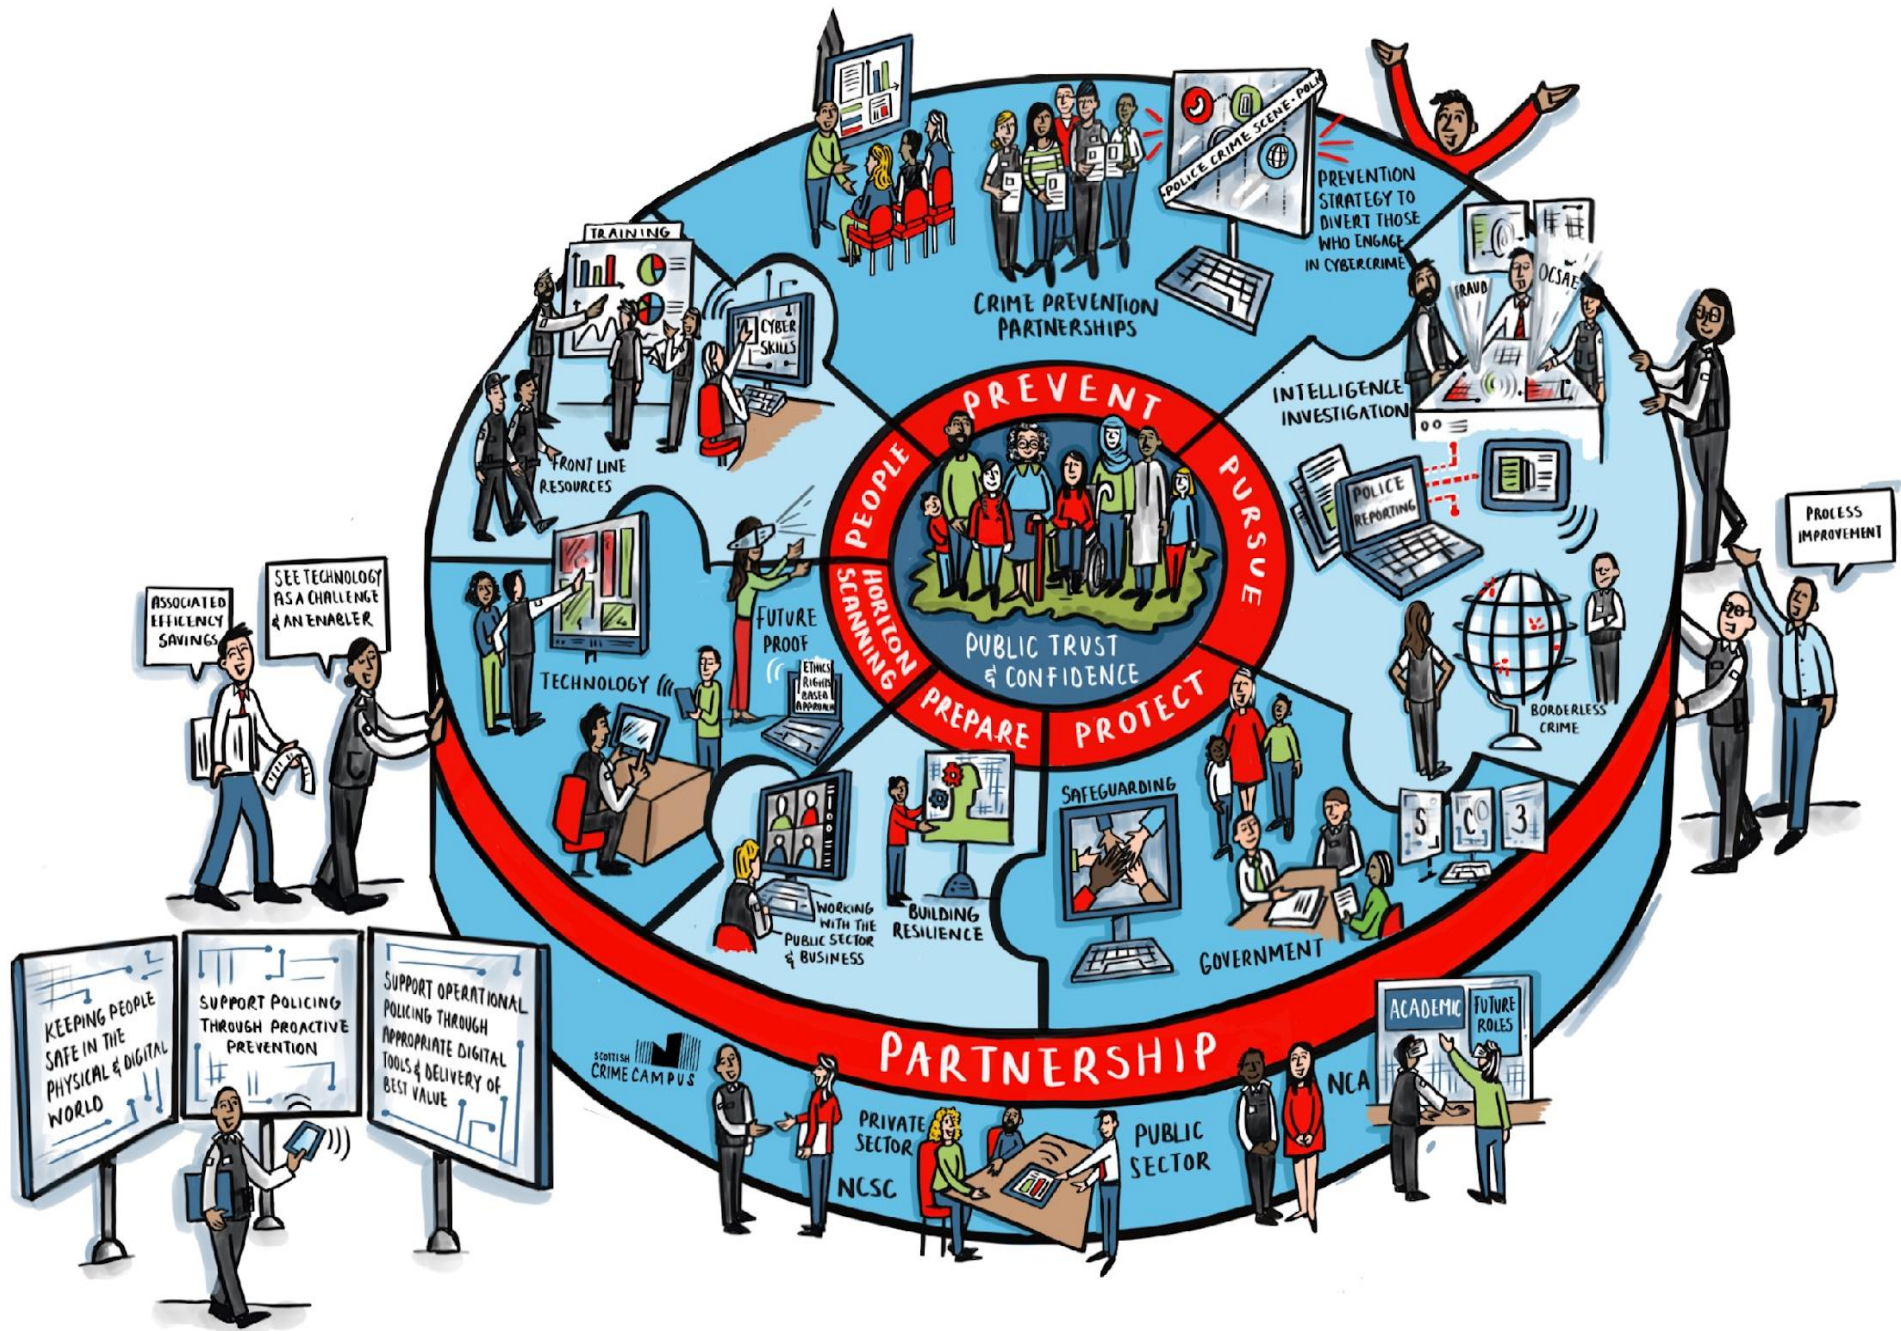 POLICE CRIME SCENE · POLI
PREVENTION
STRATEGY TO
DIVERT THOSE
WHO ENGAGE
IN CYBERCRIME
CRIME PREVENTION
PARTNERSHIPS
TRAINING
CYBER
SKILLS
FRONT LINE
RESOURCES
FRAUD
OCSAE
INTELLIGENCE
INVESTIGATION
POLICE
REPORTING
BORDERLESS
CRIME
PREVENT
PURSUE
PROTECT
PREPARE
HORIZON
SCANNING
PEOPLE
PUBLIC TRUST
& CONFIDENCE
TECHNOLOGY
FUTURE
PROOF
ETHICS
RIGHTS
BASED
APPROACH
WORKING
WITH THE
PUBLIC SECTOR
& BUSINESS
BUILDING
RESILIENCE
SAFEGUARDING
GOVERNMENT
S C 3
PROCESS
IMPROVEMENT
ASSOCIATED
EFFICENCY
SAVINGS
SEE TECHNOLOGY
AS A CHALLENGE
& AN ENABLER
KEEPING PEOPLE
SAFE IN THE
PHYSICAL & DIGITAL
WORLD
SUPPORT POLICING
THROUGH PROACTIVE
PREVENTION
SUPPORT OPERATIONAL
POLICING THROUGH
APPROPRIATE DIGITAL
TOOLS & DELIVERY OF
BEST VALUE
PARTNERSHIP
SCOTTISH
CRIME CAMPUS
PRIVATE
SECTOR
NCSC
PUBLIC
SECTOR
NCA
ACADEMIC
FUTURE
ROLES